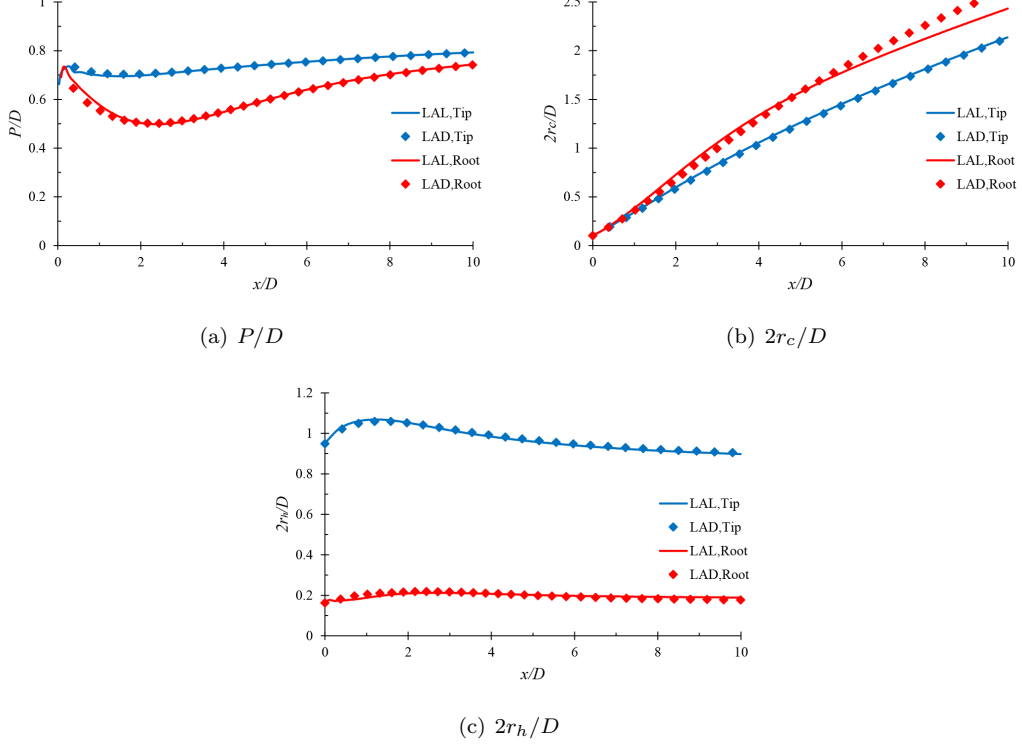 1
0.8
0.6
0.4
0.2
0
P/D
0 2 4 6 8 10
x/D
LAL,Tip
LAD,Tip
LAL,Root
LAD,Root
(a) P/D
2.5
2
1.5
1
0.5
0
2rc/D
0 2 4 6 8 10
x/D
LAL,Tip
LAD,Tip
LAL,Root
LAD,Root
(b) 2rc/D
1.2
1
0.8
0.6
0.4
0.2
0
2rh/D
0 2 4 6 8 10
x/D
LAL,Tip
LAD,Tip
LAL,Root
LAD,Root
(c) 2rh/D